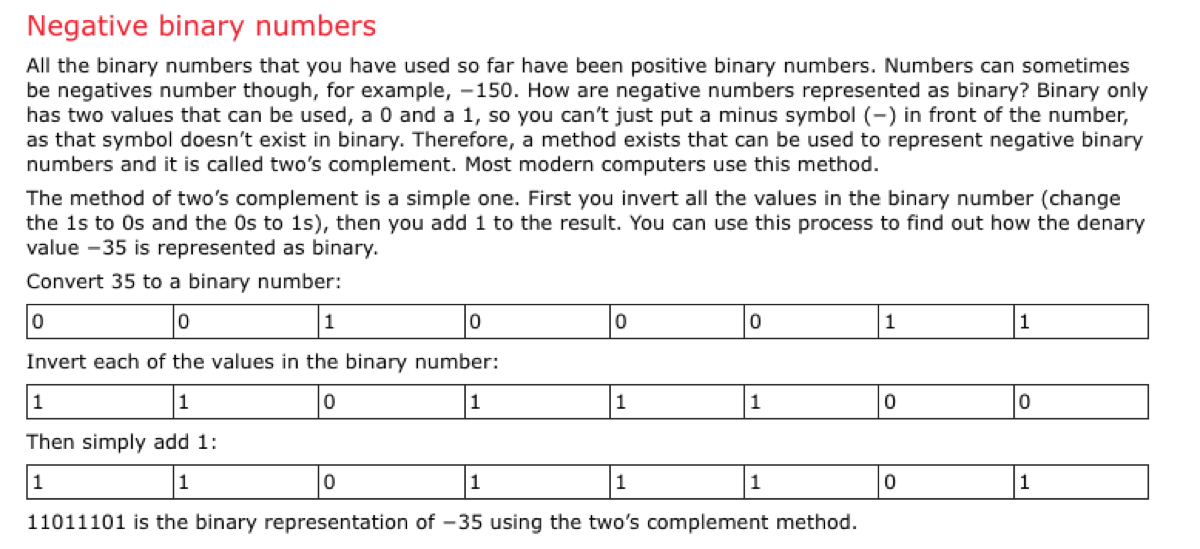 Negative binary numbers
All the binary numbers that you have used so far have been positive binary numbers. Numbers can sometimes
be negatives number though, for example, −150. How are negative numbers represented as binary? Binary only
has two values that can be used, a 0 and a 1, so you can’t just put a minus symbol (−) in front of the number,
as that symbol doesn’t exist in binary. Therefore, a method exists that can be used to represent negative binary
numbers and it is called two’s complement. Most modern computers use this method.
The method of two’s complement is a simple one. First you invert all the values in the binary number (change
the 1s to 0s and the 0s to 1s), then you add 1 to the result. You can use this process to find out how the denary
value −35 is represented as binary.
Convert 35 to a binary number:
0 0 1 0 0 0 1 1
Invert each of the values in the binary number:
1 1 0 1 1 1 0 0
Then simply add 1:
1 1 0 1 1 1 0 1
11011101 is the binary representation of −35 using the two’s complement method.